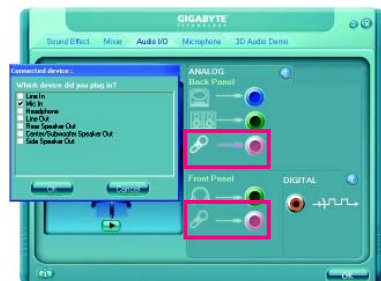 GIGABYTE
Sound Effect Mixer Audio I/O Microphone 3D Audio Demo
Connected device :
Which device did you plug in?
Line In
Mic In
Headphone
Line Out
Rear Speaker Out
Center/Subwoofer Speaker Out
Side Speaker Out
OK Cancel
ANALOG
Back Panel
Front Panel
DIGITAL
OK